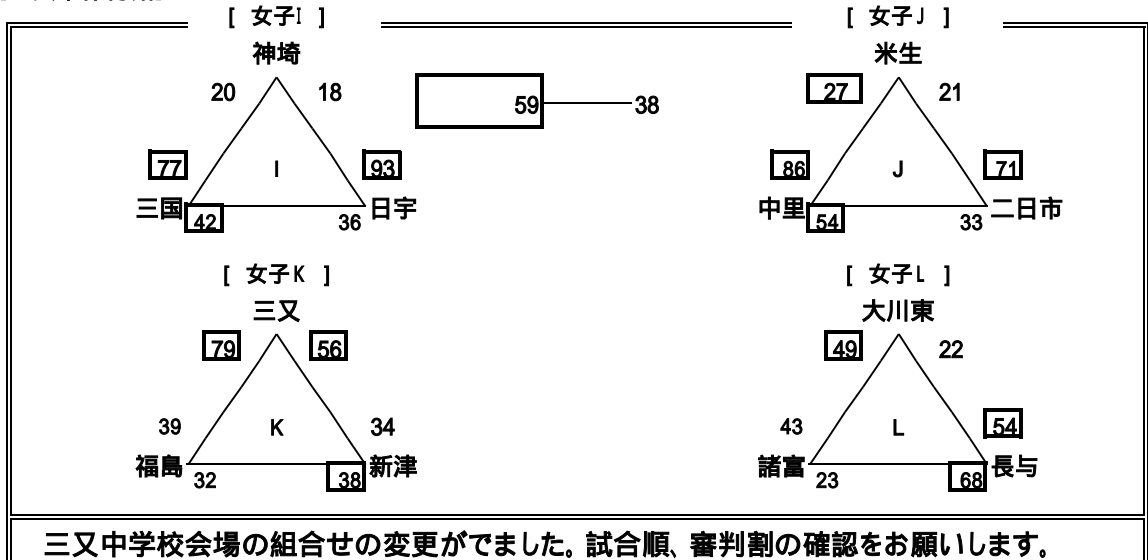 [ 女子I ]
神埼
20 18
77 I 93
三国 42 36 日宇
59 38
[ 女子J ]
米生
27 21
86 J 71
中里 54 33 二日市
[ 女子K ]
三又
79 56
39 K 34
福島 32 38 新津
[ 女子L ]
大川東
49 22
43 L 54
諸富 23 68 長与
三又中学校会場の組合せの変更がでました。試合順、審判割の確認をお願いします。